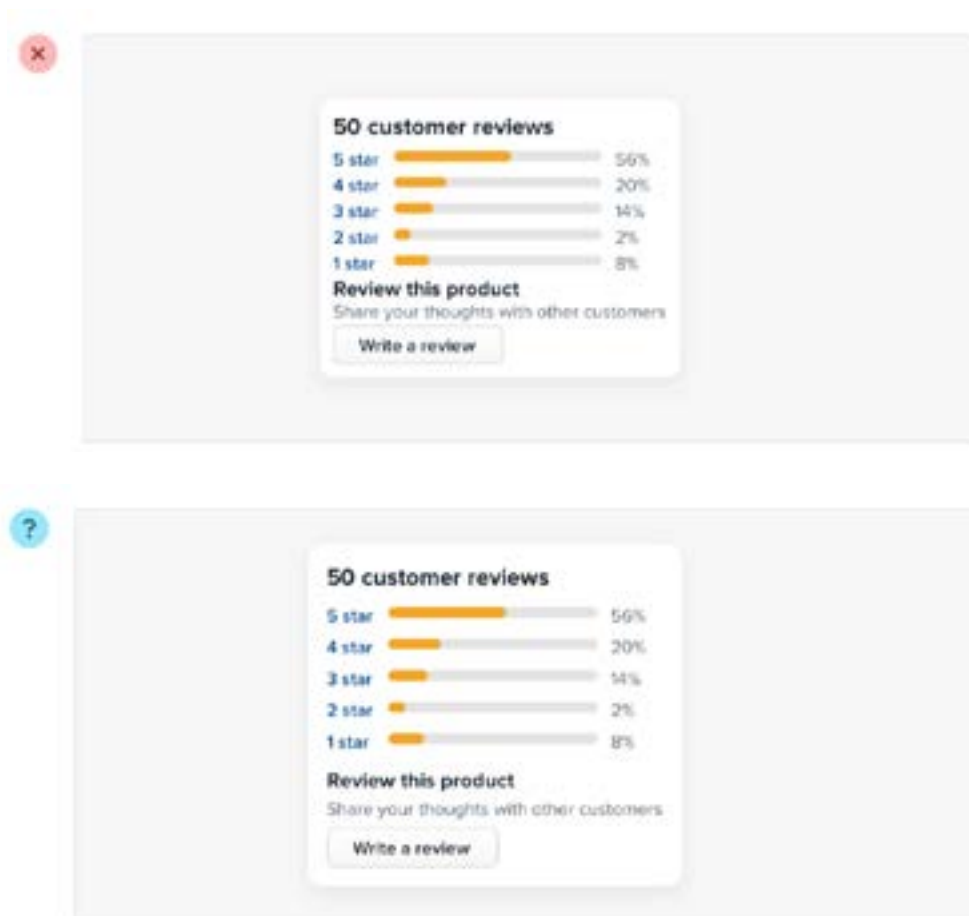 50 customer reviews
5 star 56%
4 star 20%
3 star 14%
2 star 2%
1 star 8%
Review this product
Share your thoughts with other customers
Write a review
?
50 customer reviews
5 star 56%
4 star 20%
3 star 14%
2 star 2%
1 star 8%
Review this product
Share your thoughts with other customers
Write a review